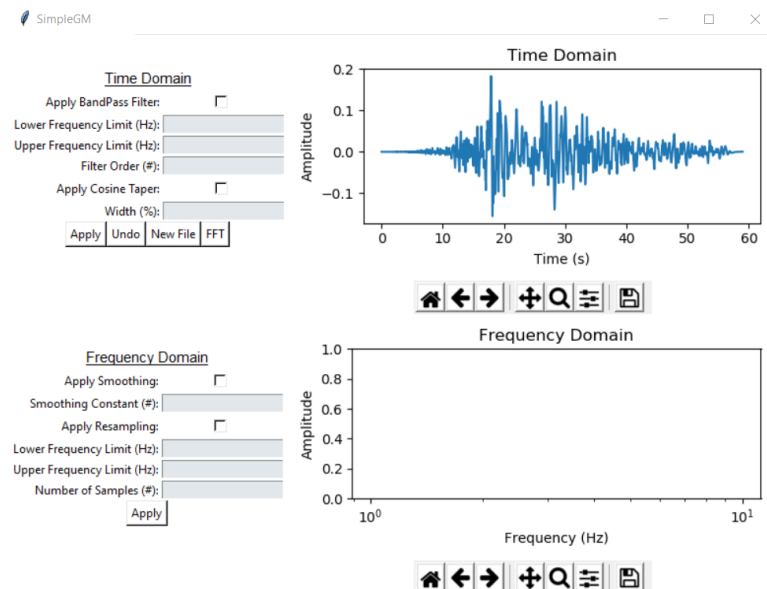 SimpleGM
Time Domain
Apply BandPass Filter:
Lower Frequency Limit (Hz):
Upper Frequency Limit (Hz):
Filter Order (#):
Apply Cosine Taper:
Width (%):
Apply Undo New File FFT
Time Domain
Amplitude
0.2
0.1
0.0
−0.1
0 10 20 30 40 50 60
Time (s)
Frequency Domain
Apply Smoothing:
Smoothing Constant (#):
Apply Resampling:
Lower Frequency Limit (Hz):
Upper Frequency Limit (Hz):
Number of Samples (#):
Apply
Frequency Domain
Amplitude
1.0
0.8
0.6
0.4
0.2
0.0
10⁰ 10¹
Frequency (Hz)